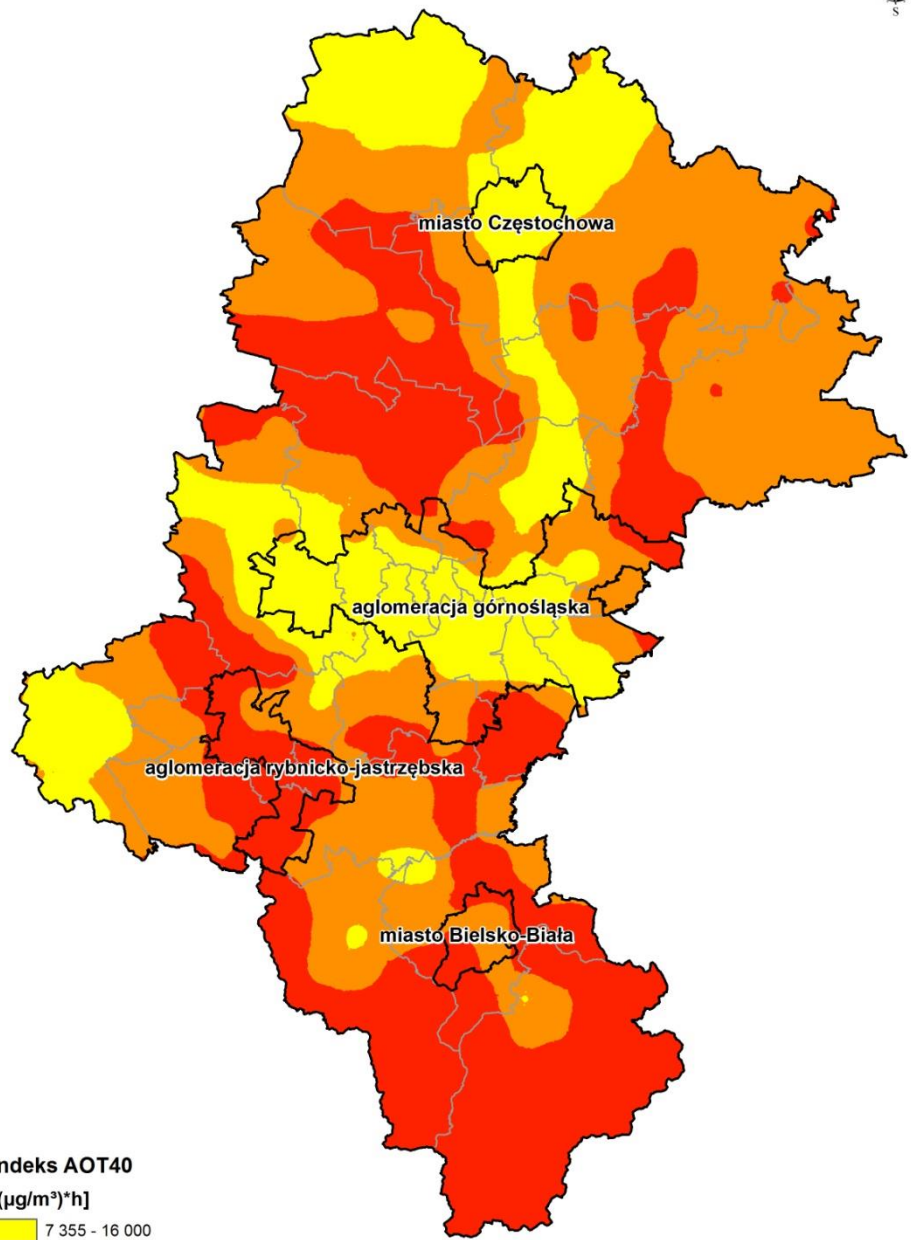 S
miasto Częstochowa
aglomeracja górnośląska
aglomeracja rybnicko-jastrzębska
miasto Bielsko-Biała
ndeks AOT40
(µg/m³)*h]
7 355 - 16 000